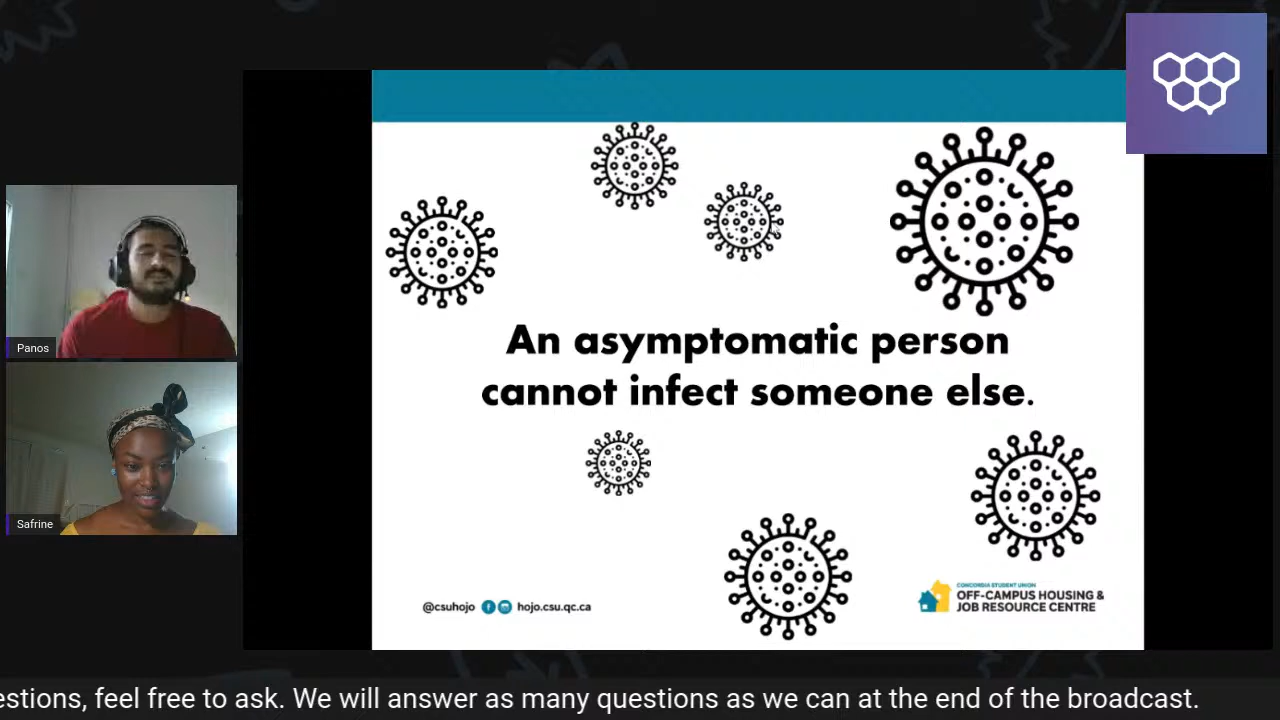 Panos
Safrine
An asymptomatic person
cannot infect someone else.
@csuhojo hojo.csu.qc.ca
CONCORDIA STUDENT UNION
OFF-CAMPUS HOUSING &
JOB RESOURCE CENTRE
estions, feel free to ask. We will answer as many questions as we can at the end of the broadcast.